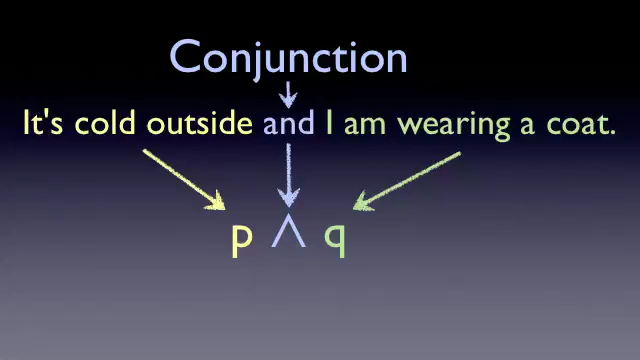 Conjunction
It's cold outside and I am wearing a coat.
p ∧ q